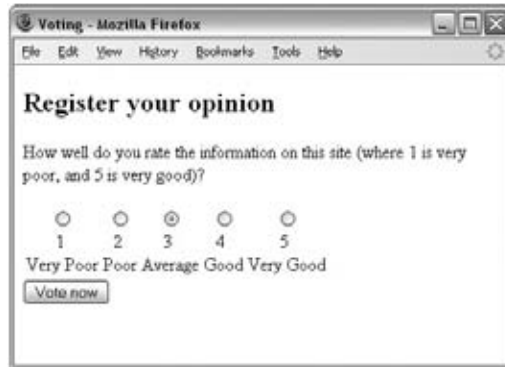 Voting - Mozilla Firefox
File Edit View History Bookmarks Tools Help
Register your opinion
How well do you rate the information on this site (where 1 is very
poor, and 5 is very good)?
1 2 3 4 5
Very Poor Poor Average Good Very Good
Vote now